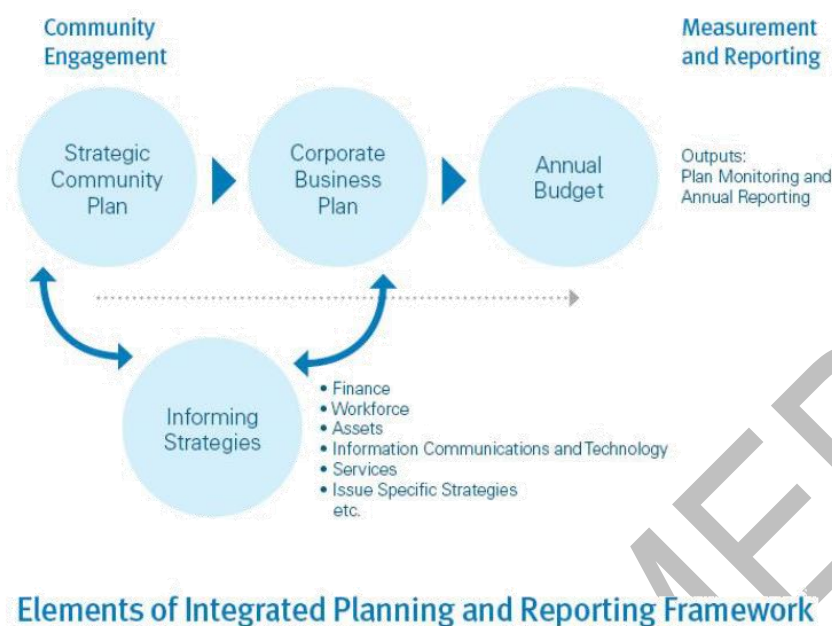 Community
Engagement
Measurement
and Reporting
Strategic
Community
Plan
Corporate
Business
Plan
Annual
Budget
Outputs:
Plan Monitoring and
Annual Reporting
Informing
Strategies
• Finance
• Workforce
• Assets
• Information Communications and Technology
• Services
• Issue Specific Strategies
etc.
Elements of Integrated Planning and Reporting Framework